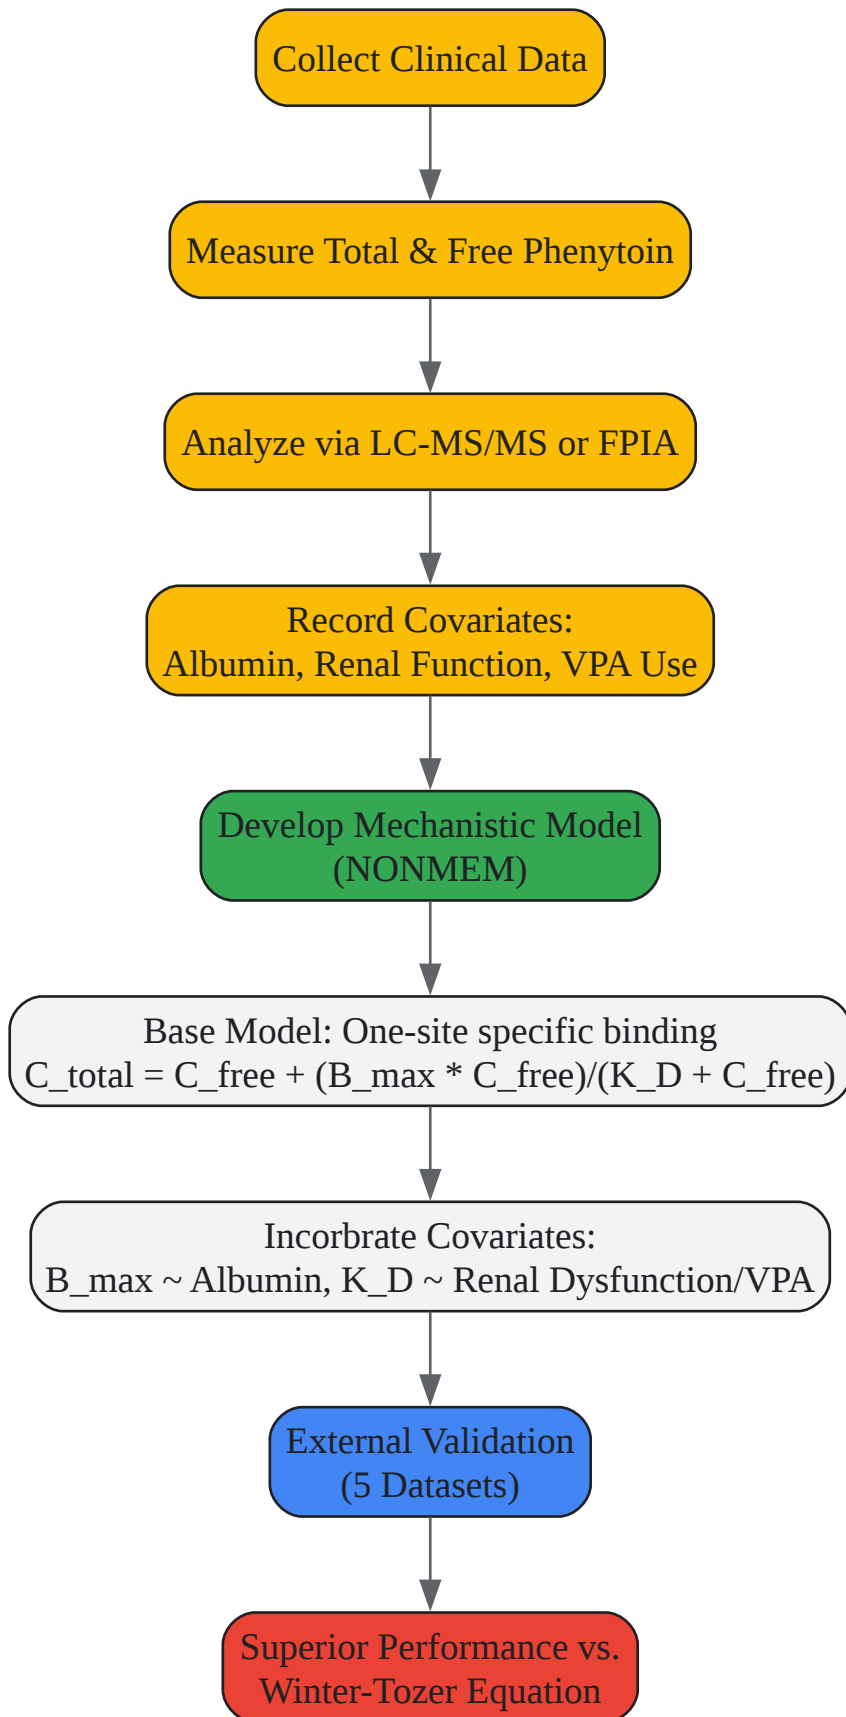 Collect Clinical Data
Measure Total & Free Phenytoin
Analyze via LC-MS/MS or FPIA
Record Covariates:
Albumin, Renal Function, VPA Use
Develop Mechanistic Model
(NONMEM)
Base Model: One-site specific binding
C_total = C_free + (B_max * C_free)/(K_D + C_free)
Incorbrate Covariates:
B_max ~ Albumin, K_D ~ Renal Dysfunction/VPA
External Validation
(5 Datasets)
Superior Performance vs.
Winter-Tozer Equation